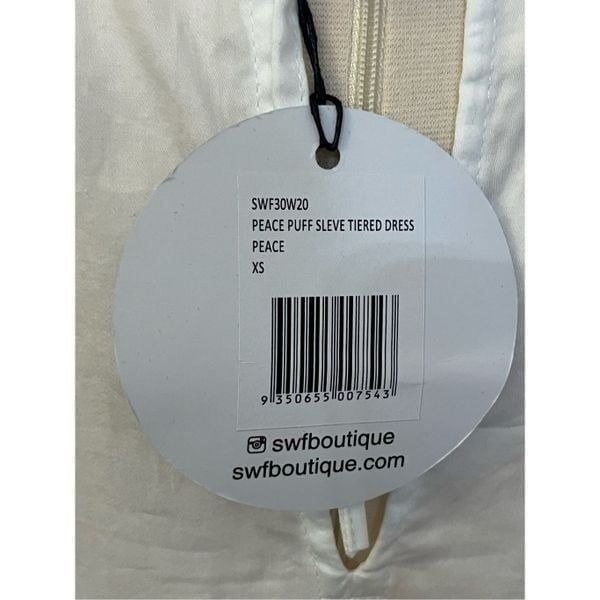 SWF30W20
PEACE PUFF SLEVE TIERED DRESS
PEACE
XS
9 350655 007543
swfboutique
swfboutique.com